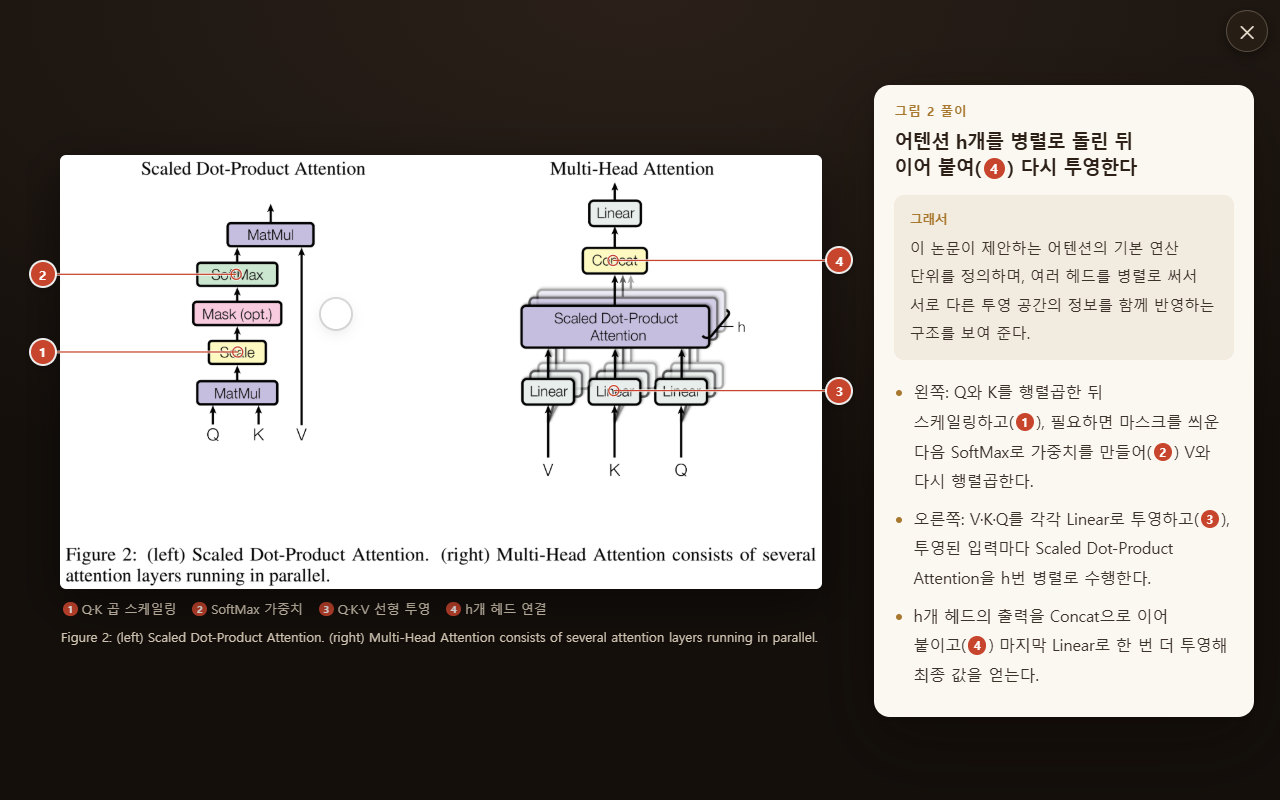 Scaled Dot-Product Attention
MatMul
SoftMax
Mask (opt.)
Scale
MatMul
Q K V
2
1
Multi-Head Attention
Linear
Concat
Scaled Dot-Product
Attention
h
Linear Linear Linear
V K Q
4
3
Figure 2: (left) Scaled Dot-Product Attention. (right) Multi-Head Attention consists of several
attention layers running in parallel.
1 Q·K 곱 스케일링 2 SoftMax 가중치 3 Q·K·V 선형 투영 4 h개 헤드 연결
Figure 2: (left) Scaled Dot-Product Attention. (right) Multi-Head Attention consists of several attention layers running in parallel.
그림 2 풀이
어텐션 h개를 병렬로 돌린 뒤
이어 붙여(4) 다시 투영한다
그래서
이 논문이 제안하는 어텐션의 기본 연산
단위를 정의하며, 여러 헤드를 병렬로 써서
서로 다른 투영 공간의 정보를 함께 반영하는
구조를 보여 준다.
• 왼쪽: Q와 K를 행렬곱한 뒤
스케일링하고(1), 필요하면 마스크를 씌운
다음 SoftMax로 가중치를 만들어(2) V와
다시 행렬곱한다.
• 오른쪽: V·K·Q를 각각 Linear로 투영하고(3),
투영된 입력마다 Scaled Dot-Product
Attention을 h번 병렬로 수행한다.
• h개 헤드의 출력을 Concat으로 이어
붙이고(4) 마지막 Linear로 한 번 더 투영해
최종 값을 얻는다.